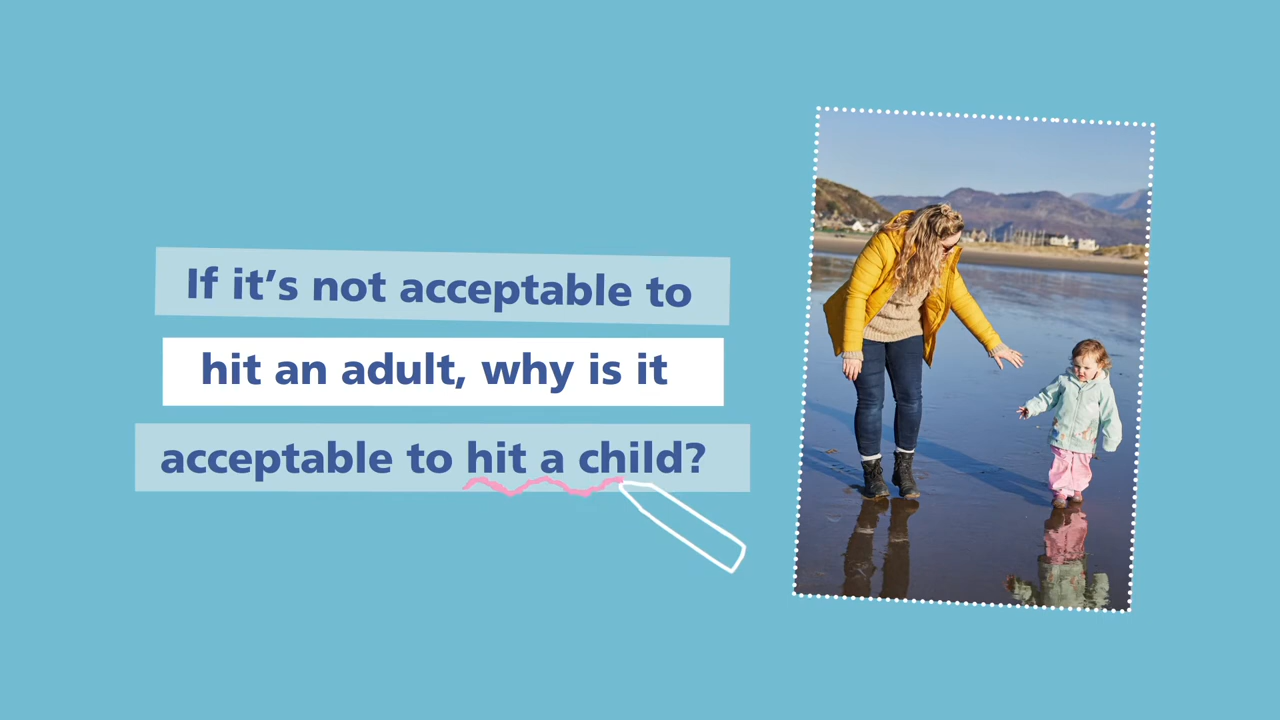 If it’s not acceptable to
hit an adult, why is it
acceptable to hit a child?